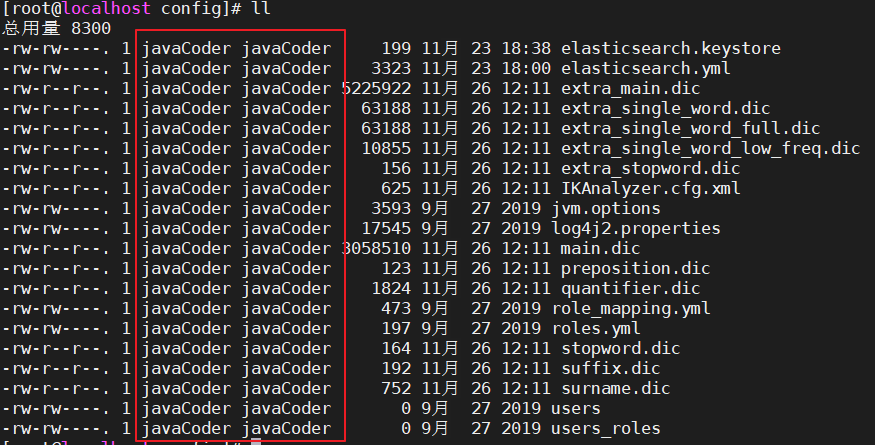 [root@localhost config]# ll
总用量 8300
-rw-rw----. 1 javaCoder javaCoder     199 11月 23 18:38 elasticsearch.keystore
-rw-rw----. 1 javaCoder javaCoder    3323 11月 23 18:00 elasticsearch.yml
-rw-r--r--. 1 javaCoder javaCoder 5225922 11月 26 12:11 extra_main.dic
-rw-r--r--. 1 javaCoder javaCoder   63188 11月 26 12:11 extra_single_word.dic
-rw-r--r--. 1 javaCoder javaCoder   63188 11月 26 12:11 extra_single_word_full.dic
-rw-r--r--. 1 javaCoder javaCoder   10855 11月 26 12:11 extra_single_word_low_freq.dic
-rw-r--r--. 1 javaCoder javaCoder     156 11月 26 12:11 extra_stopword.dic
-rw-r--r--. 1 javaCoder javaCoder     625 11月 26 12:11 IKAnalyzer.cfg.xml
-rw-rw----. 1 javaCoder javaCoder    3593 9月  27 2019 jvm.options
-rw-rw----. 1 javaCoder javaCoder   17545 9月  27 2019 log4j2.properties
-rw-r--r--. 1 javaCoder javaCoder 3058510 11月 26 12:11 main.dic
-rw-r--r--. 1 javaCoder javaCoder     123 11月 26 12:11 preposition.dic
-rw-r--r--. 1 javaCoder javaCoder    1824 11月 26 12:11 quantifier.dic
-rw-rw----. 1 javaCoder javaCoder     473 9月  27 2019 role_mapping.yml
-rw-rw----. 1 javaCoder javaCoder     197 9月  27 2019 roles.yml
-rw-r--r--. 1 javaCoder javaCoder     164 11月 26 12:11 stopword.dic
-rw-r--r--. 1 javaCoder javaCoder     192 11月 26 12:11 suffix.dic
-rw-r--r--. 1 javaCoder javaCoder     752 11月 26 12:11 surname.dic
-rw-rw----. 1 javaCoder javaCoder       0 9月  27 2019 users
-rw-rw----. 1 javaCoder javaCoder       0 9月  27 2019 users_roles